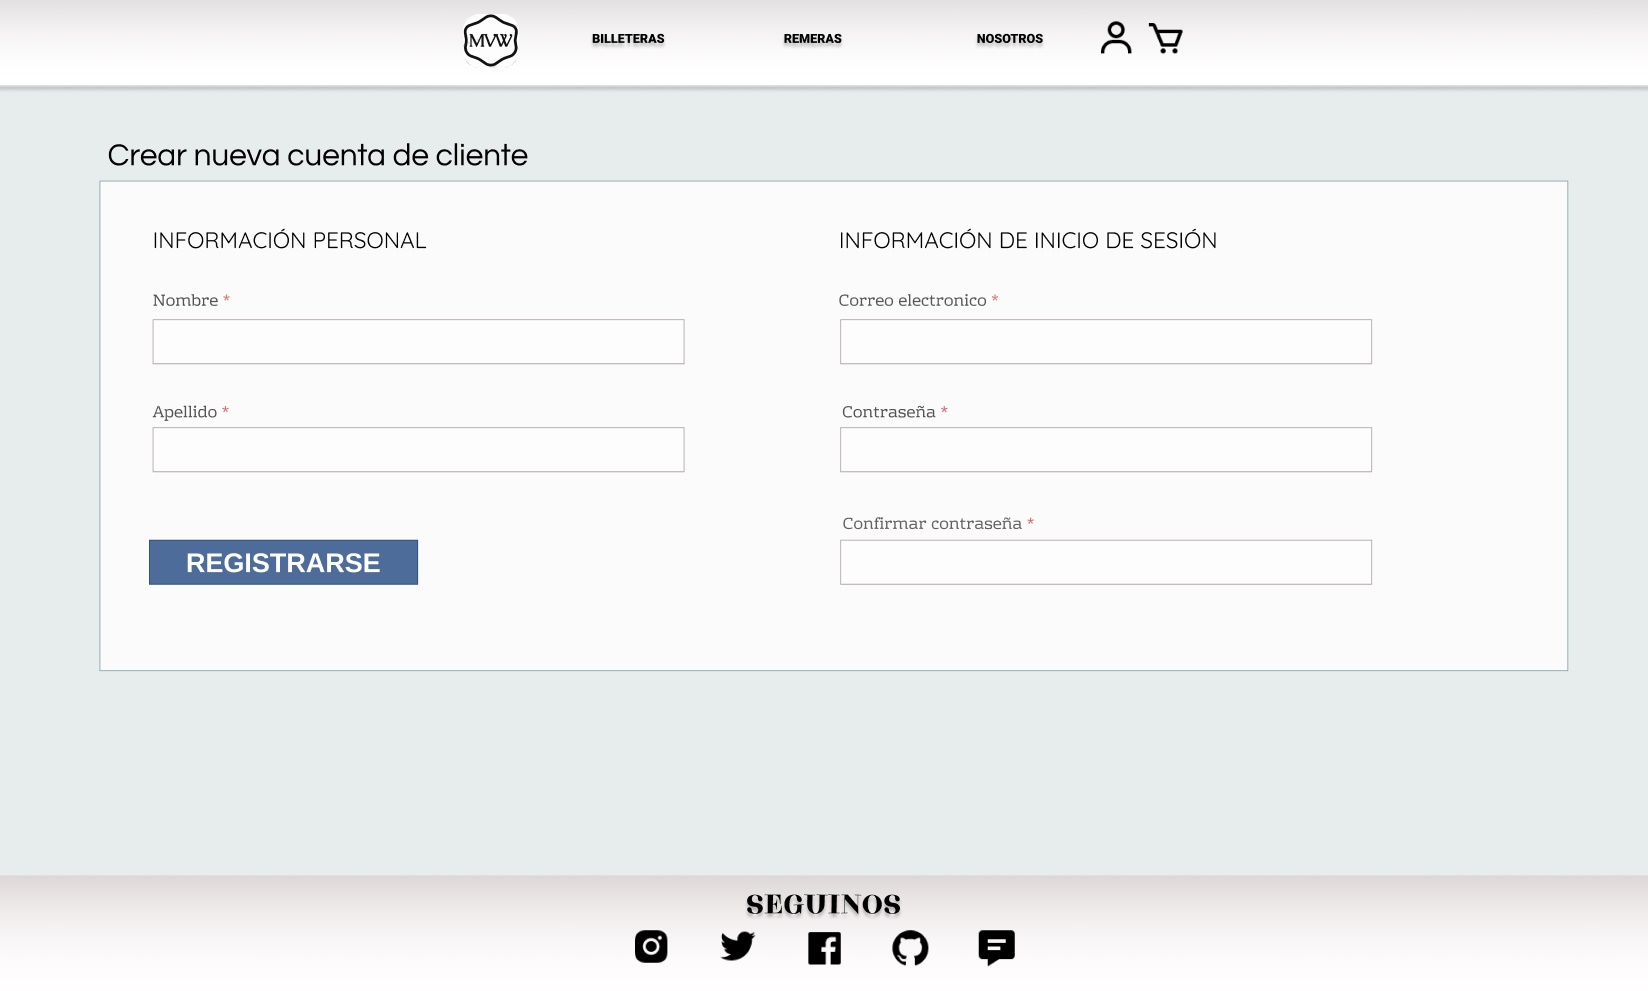 MVW
BILLETERAS
REMERAS
NOSOTROS
Crear nueva cuenta de cliente
INFORMACIÓN PERSONAL
Nombre *
Apellido *
REGISTRARSE
INFORMACIÓN DE INICIO DE SESIÓN
Correo electronico *
Contraseña *
Confirmar contraseña *
SEGUINOS